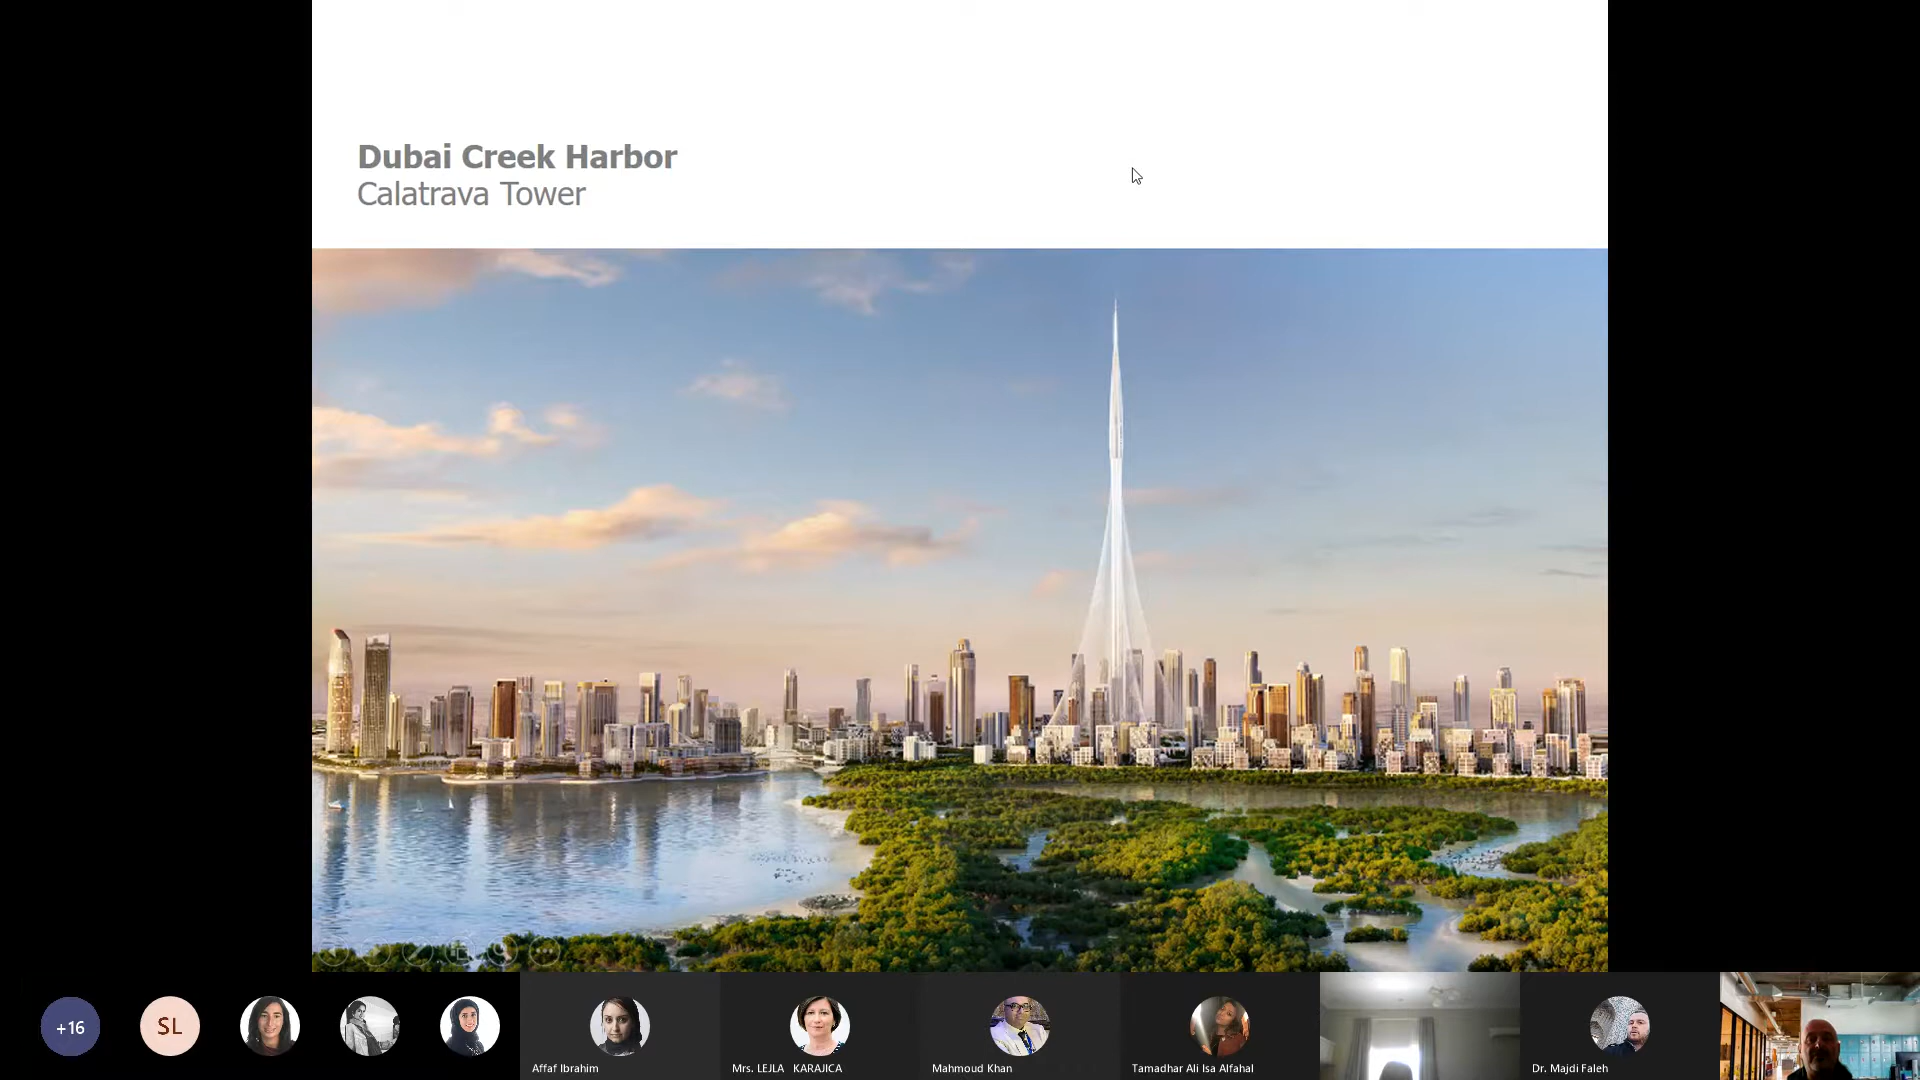 Dubai Creek Harbor
Calatrava Tower
+16
SL
Affaf Ibrahim
Mrs. LEJLA KARAJICA
Mahmoud Khan
Tamadhar Ali Isa Alfahal
Dr. Majdi Faleh